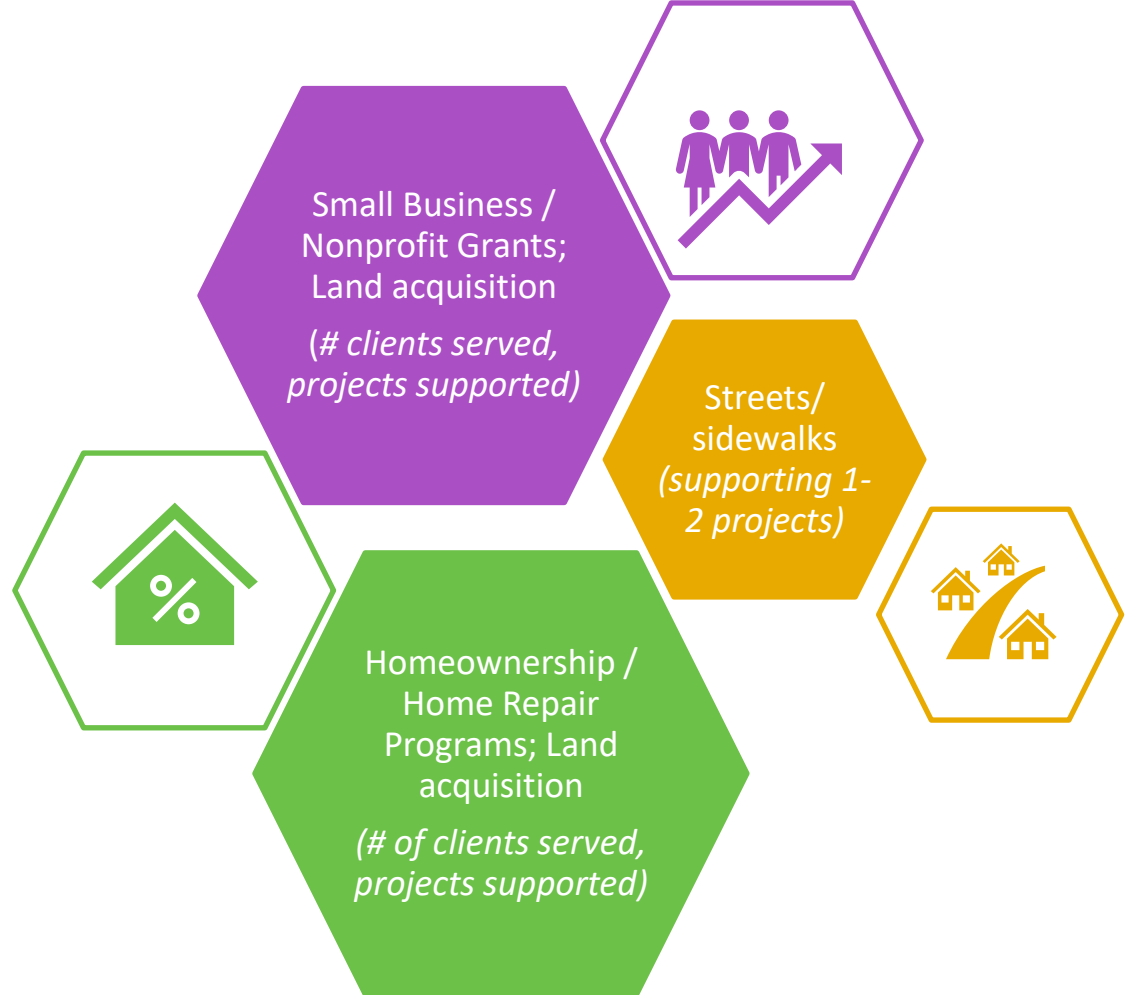 Small Business /
Nonprofit Grants;
Land acquisition
(# clients served,
projects supported)
Streets/
sidewalks
(supporting 1-
2 projects)
%
Homeownership /
Home Repair
Programs; Land
acquisition
(# of clients served,
projects supported)